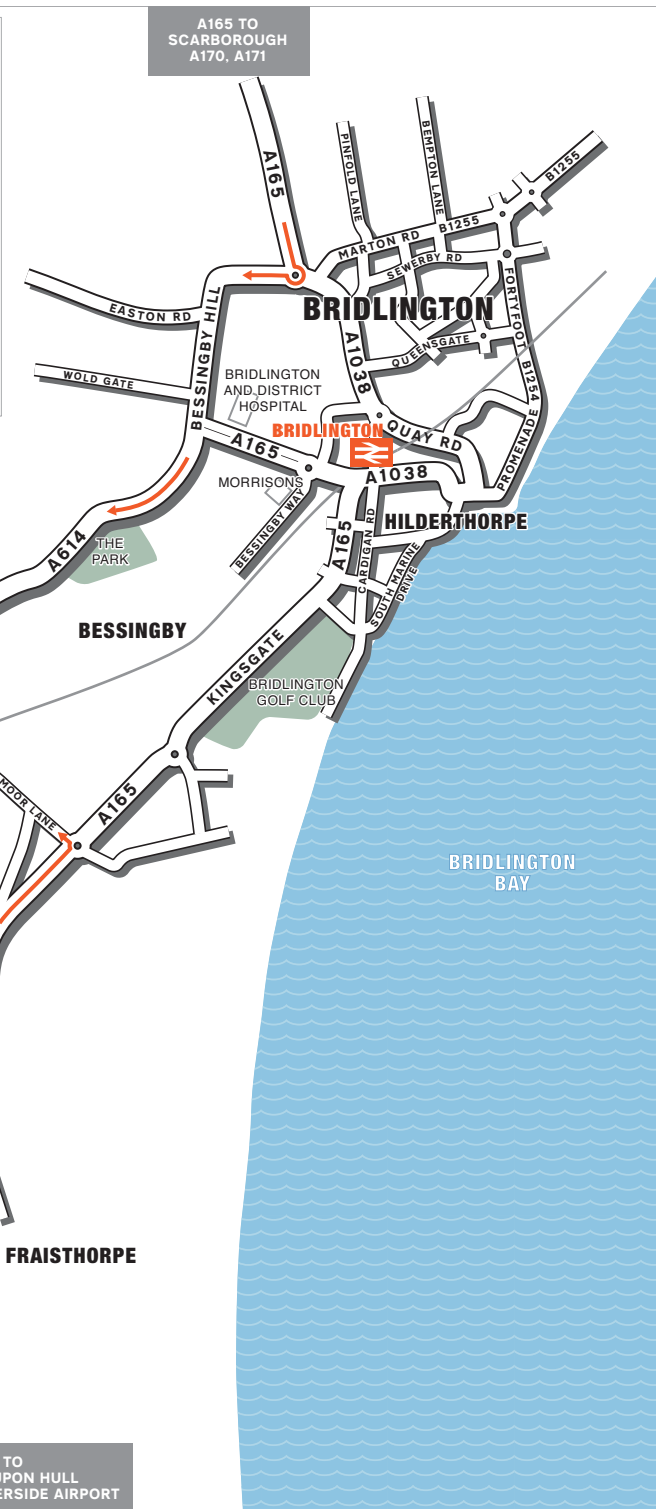 A165 TO
SCARBOROUGH
A170, A171
A165
PINFOLD LANE
BEMPTON LANE
B1255
B1255
MARTON RD
SEWERBY RD
BRIDLINGTON
FORTYFOOT
EASTON RD
BESSINGBY HILL
A1038
QUEENSGATE
WOLD GATE
BRIDLINGTON
AND DISTRICT
HOSPITAL
B1254
PROMENADE
BRIDLINGTON
QUAY RD
A165
A1038
MORRISONS
BESSINGBY WAY
HILDERTHORPE
A165
CARDIGAN RD
A614
THE
PARK
SOUTH MARINE
DRIVE
BESSINGBY
KINGSGATE
BRIDLINGTON
GOLF CLUB
MOOR LANE
A165
BRIDLINGTON
BAY
FRAISTHORPE
TO
UPON HULL
ERSIDE AIRPORT